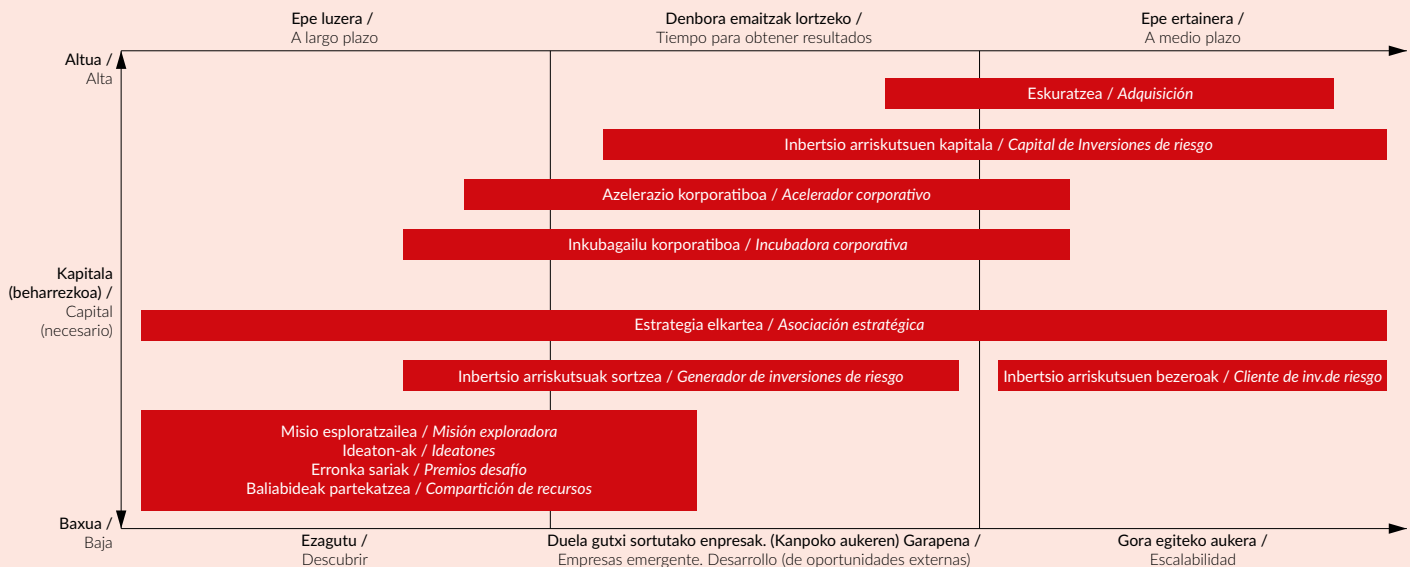 Epe luzera /
A largo plazo
Denbora emaitzak lortzeko /
Tiempo para obtener resultados
Epe ertainera /
A medio plazo
Altua /
Alta
Eskuratzea / Adquisición
Inbertsio arriskutsuen kapitala / Capital de Inversiones de riesgo
Azelerazio korporatiboa / Acelerador corporativo
Inkubagailu korporatiboa / Incubadora corporativa
Kapitala
(beharrezkoa) /
Capital
(necesario)
Estrategia elkartea / Asociación estratégica
Inbertsio arriskutsuak sortzea / Generador de inversiones de riesgo
Inbertsio arriskutsuen bezeroak / Cliente de inv.de riesgo
Misio esploratzailea / Misión exploradora
Ideaton-ak / Ideatones
Erronka sariak / Premios desafío
Baliabideak partekatzea / Compartición de recursos
Baxua /
Baja
Ezagutu /
Descubrir
Duela gutxi sortutako enpresak. (Kanpoko aukeren) Garapena /
Empresas emergente. Desarrollo (de oportunidades externas)
Gora egiteko aukera /
Escalabilidad